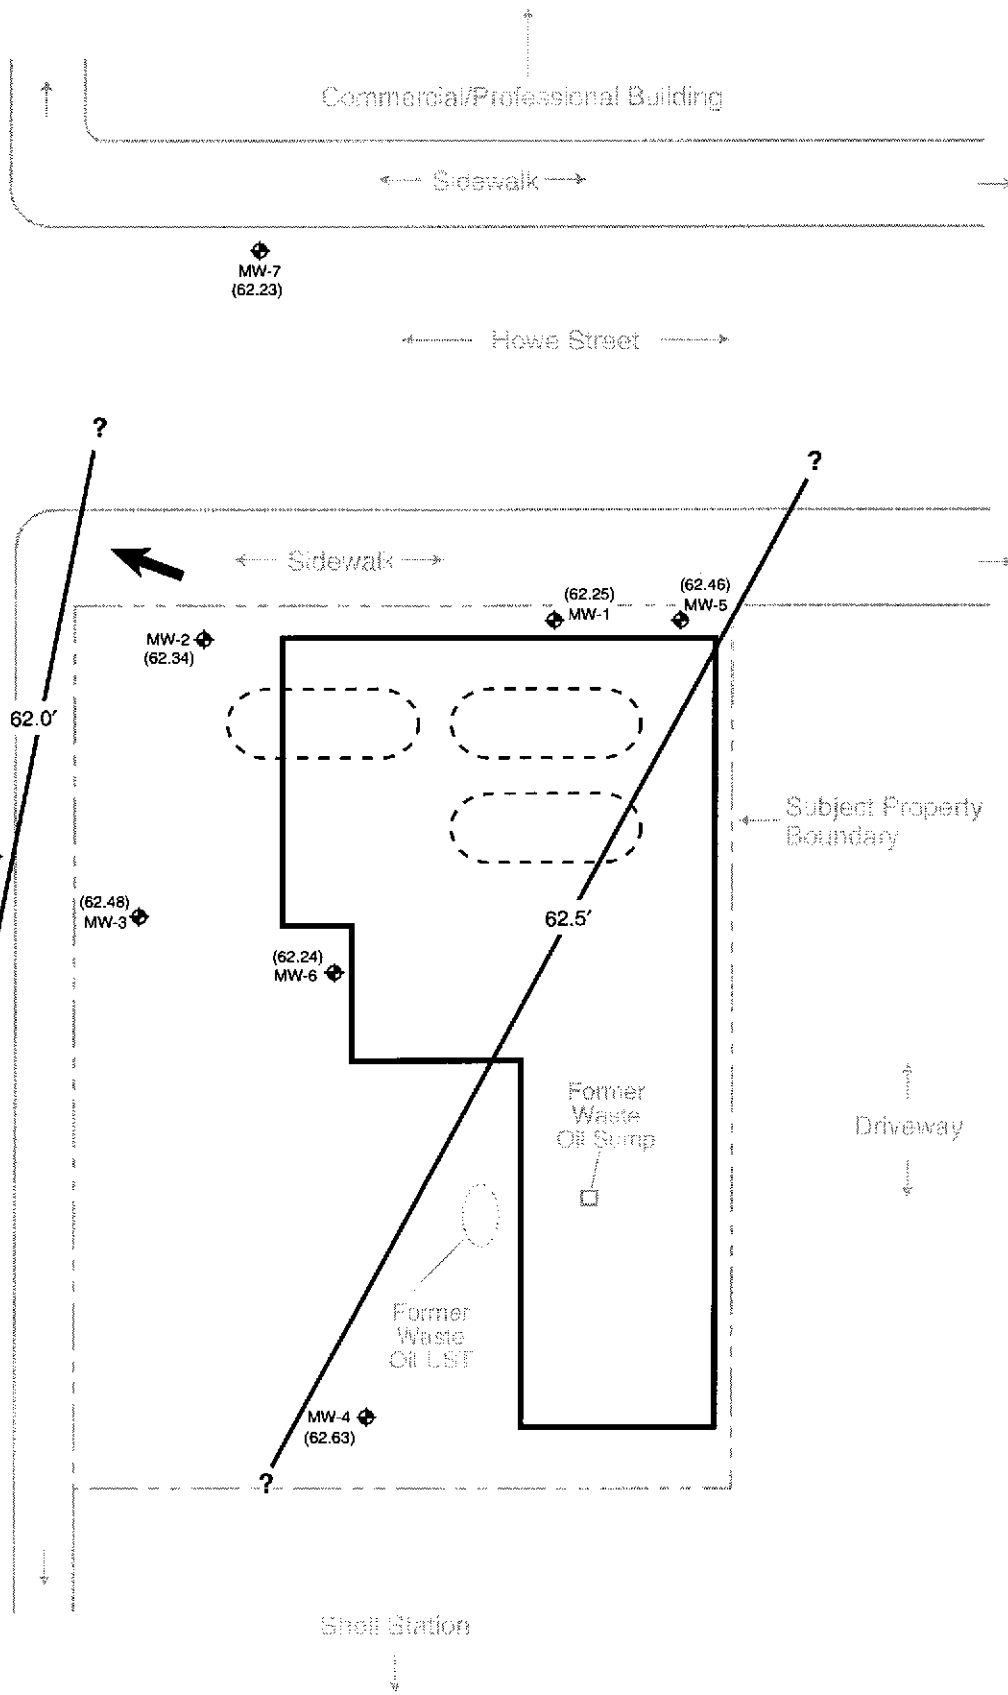 Commercial/Professional Building
Sidewalk
MW-7
(62.23)
Howe Street
?
?
Sidewalk
(62.25)
MW-1
(62.46)
MW-5
MW-2
(62.34)
62.0'
Subject Property
Boundary
(62.48)
MW-3
62.5'
(62.24)
MW-6
Former
Waste
Oil Sump
Driveway
Former
Waste
Oil UST
MW-4
(62.63)
?
Shell Station